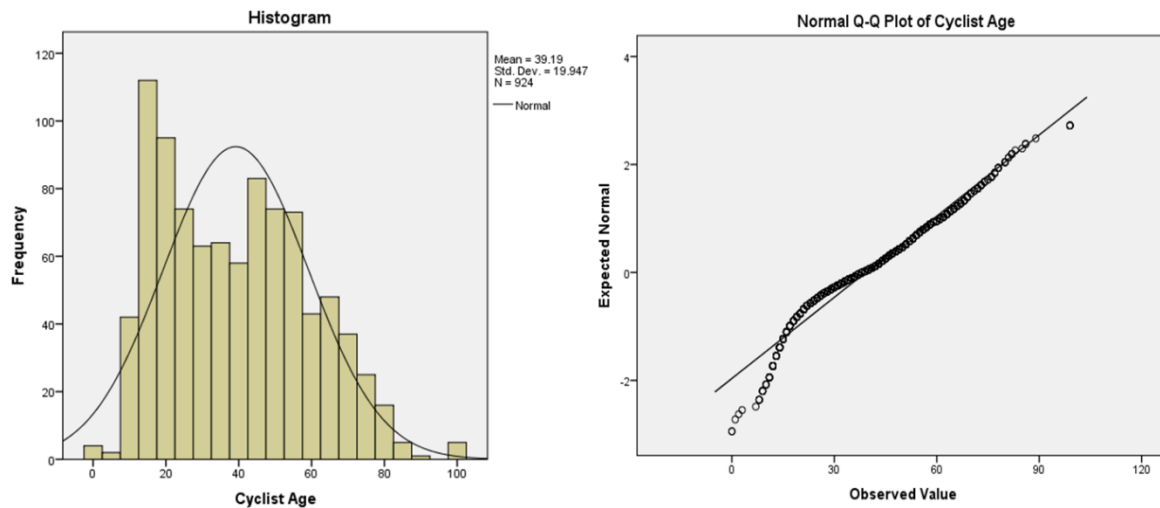 Histogram
Mean = 39.19
Std. Dev. = 19.947
N = 924
Normal
Frequency
120
100
80
60
40
20
0
0 20 40 60 80 100
Cyclist Age
Normal Q-Q Plot of Cyclist Age
Expected Normal
4
2
0
-2
0 30 60 90 120
Observed Value